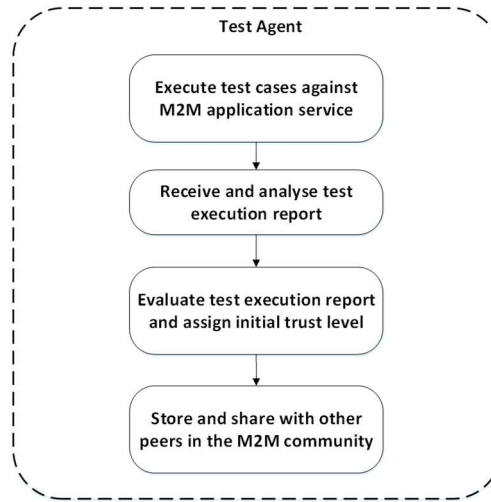 Test Agent
Execute test cases against
M2M application service
Receive and analyse test
execution report
Evaluate test execution report
and assign initial trust level
Store and share with other
peers in the M2M community